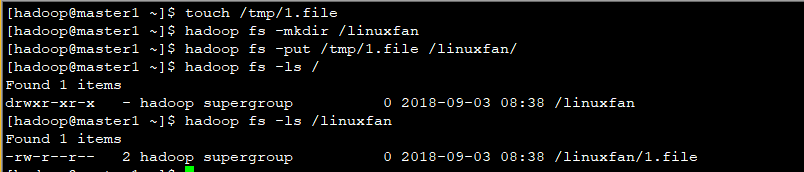 [hadoop@master1 ~]$ touch /tmp/1.file
[hadoop@master1 ~]$ hadoop fs -mkdir /linuxfan
[hadoop@master1 ~]$ hadoop fs -put /tmp/1.file /linuxfan/
[hadoop@master1 ~]$ hadoop fs -ls /
Found 1 items
drwxr-xr-x   - hadoop supergroup          0 2018-09-03 08:38 /linuxfan
[hadoop@master1 ~]$ hadoop fs -ls /linuxfan
Found 1 items
-rw-r--r--   2 hadoop supergroup          0 2018-09-03 08:38 /linuxfan/1.file
[hadoop@master1 ~]$